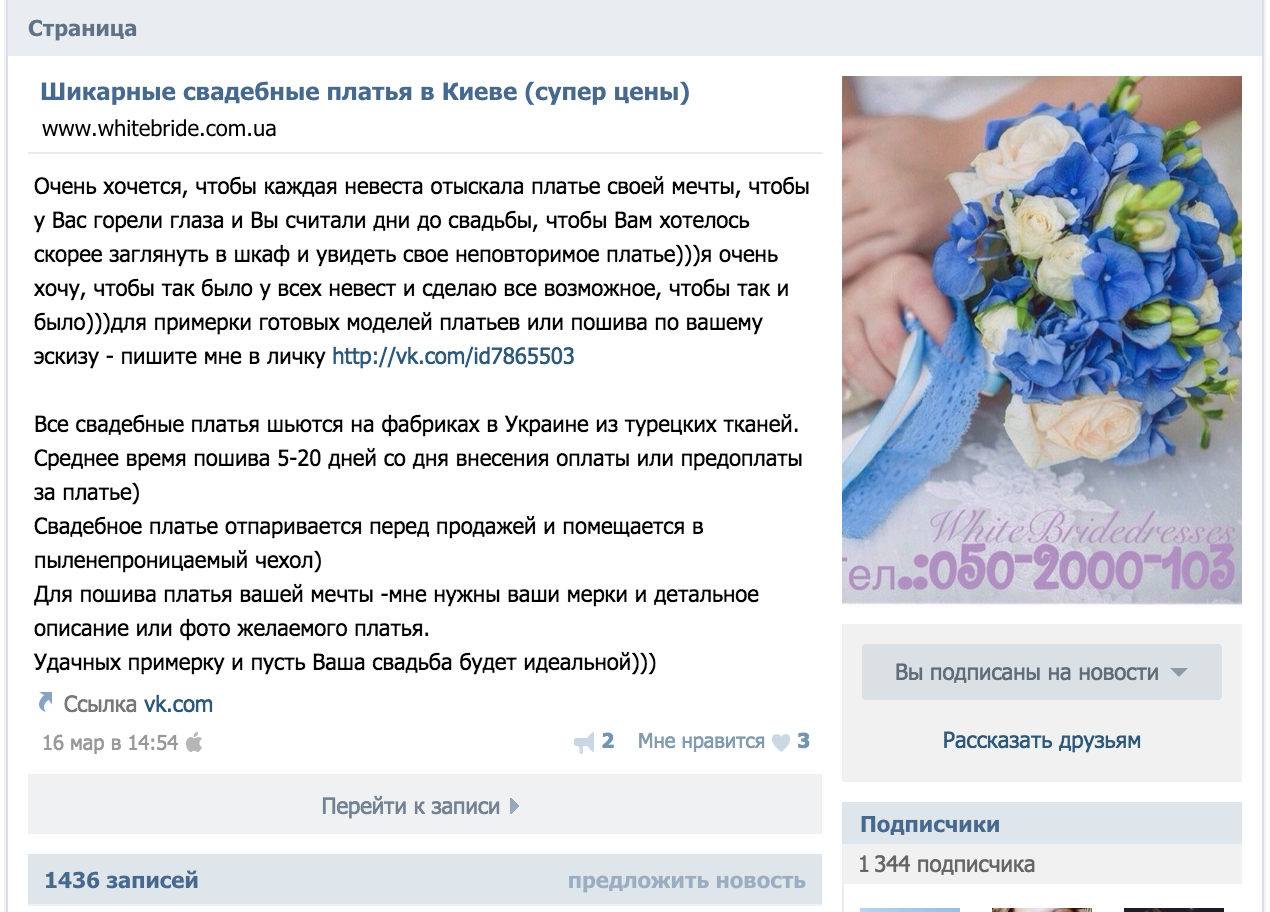 Страница
Шикарные свадебные платья в Киеве (супер цены)
www.whitebride.com.ua
Очень хочется, чтобы каждая невеста отыскала платье своей мечты, чтобы
у Вас горели глаза и Вы считали дни до свадьбы, чтобы Вам хотелось
скорее заглянуть в шкаф и увидеть свое неповторимое платье)))я очень
хочу, чтобы так было у всех невест и сделаю все возможное, чтобы так и
было)))для примерки готовых моделей платьев или пошива по вашему
эскизу - пишите мне в личку http://vk.com/id7865503
Все свадебные платья шьются на фабриках в Украине из турецких тканей.
Среднее время пошива 5-20 дней со дня внесения оплаты или предоплаты
за платье)
Свадебное платье отпаривается перед продажей и помещается в
пыленепроницаемый чехол)
Для пошива платья вашей мечты -мне нужны ваши мерки и детальное
описание или фото желаемого платья.
Удачных примерку и пусть Ваша свадьба будет идеальной)))
Ссылка vk.com
16 мар в 14:54 2 Мне нравится 3
Перейти к записи
1436 записей предложить новость
WhiteBridedresses
Тел.:050-2000-103
Вы подписаны на новости
Рассказать друзьям
Подписчики
1 344 подписчика